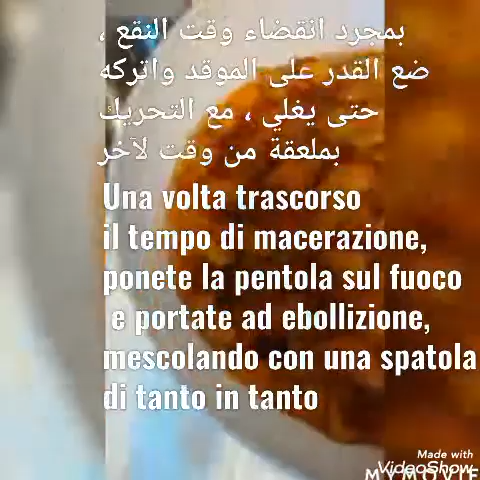 بمجرد انقضاء وقت النقع ،
ضع القدر على الموقد واتركه
حتى يغلي ، مع التحريك
بملعقة من وقت لآخر
Una volta trascorso
il tempo di macerazione,
ponete la pentola sul fuoco
e portate ad ebollizione,
mescolando con una spatola
di tanto in tanto
Made with
VideoShow
MYMOVIE